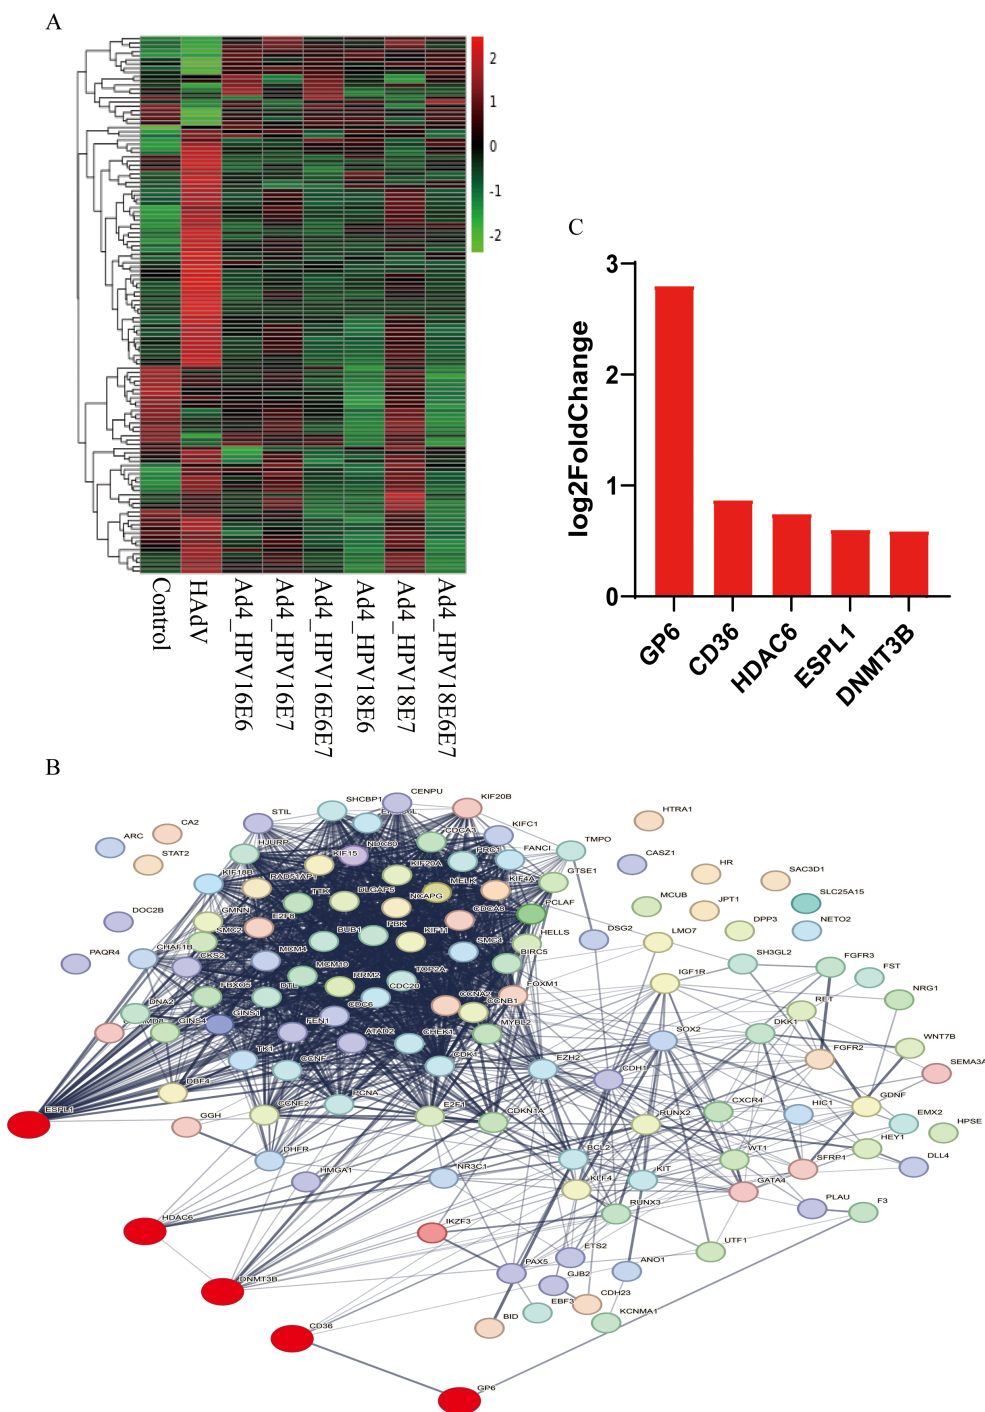 A
2
1
0
-1
-2
Control
HAdV
Ad4_HPV16E6
Ad4_HPV16E7
Ad4_HPV16E6E7
Ad4_HPV18E6
Ad4_HPV18E7
Ad4_HPV18E6E7
C
log2FoldChange
3
2
1
0
GP6
CD36
HDAC6
ESPL1
DNMT3B
B
CENPU
SHCBP1
KIF20B
STIL
KIFC1
HTRA1
CA2
ARC
STAT2
CDCA3
HJURP
NDC80
KIF15
PRC1
FANCI
TMPO
CASZ1
HR
SAC3D1
KIF18B
RAD51AP1
KIF20A
MELK
KIF4A
GTSE1
SLC25A15
TTK
DLGAP5
NCAPG
MCUB
JPT1
GMNN
E2F8
PBK
CDCA8
PCLAF
DPP3
NETO2
DOC2B
SMC2
BUB1
KIF11
HELLS
DSG2
LMO7
CHAF1B
MCM4
SMC4
BIRC5
PAQR4
CKS2
MCM10
TOP2A
SH3GL2
FGFR3
FST
RRM2
CDC20
IGF1R
FBXO5
DTL
CCNA2
FOXM1
NRG1
DNA2
CDC6
CCNB1
RET
GINS4
GINS1
FEN1
MYBL2
DKK1
ATAD2
CHEK1
SOX2
WNT7B
TK1
CCNF
CDK1
EZH2
CDH1
FGFR2
SEMA3A
DBF4
PCNA
GDNF
ESPL1
CCNE2
E2F1
CDKN1A
CXCR4
HIC1
GGH
RUNX2
EMX2
HPSE
DHFR
BCL2
WT1
HEY1
SFRP1
DLL4
HMGA1
NR3C1
KLF4
KIT
GATA4
PLAU
F3
HDAC6
IKZF3
RUNX3
UTF1
ETS2
ANO1
DNMT3B
PAX5
GJB2
EBF3
CDH23
KCNMA1
CD36
BID
GP6